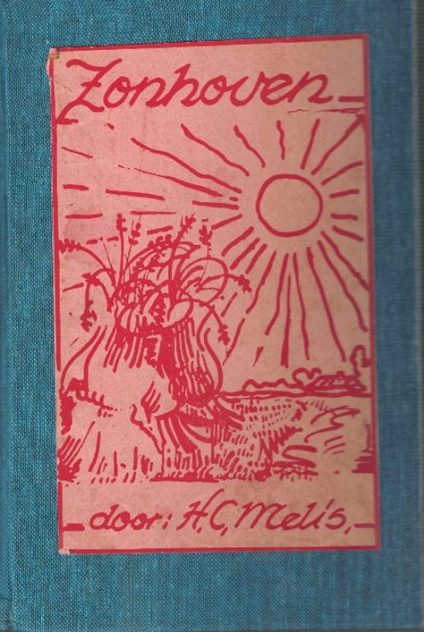 Zonhoven
door: H, C, Melis,